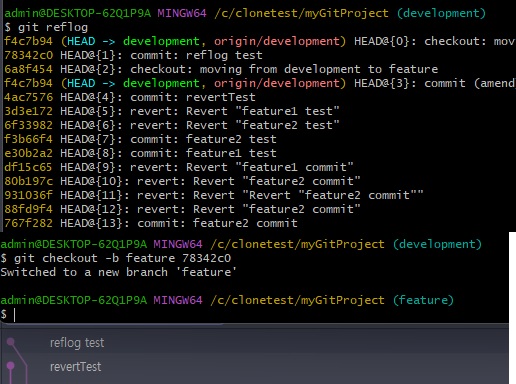 admin@DESKTOP-62Q1P9A MINGW64 /c/clonetest/myGitProject (development)
$ git reflog
f4c7b94 (HEAD -> development, origin/development) HEAD@{0}: checkout: mov
78342c0 HEAD@{1}: commit: reflog test
6a8f454 HEAD@{2}: checkout: moving from development to feature
f4c7b94 (HEAD -> development, origin/development) HEAD@{3}: commit (amend
4ac7576 HEAD@{4}: commit: revertTest
3d3e172 HEAD@{5}: revert: Revert "feature1 test"
6f33982 HEAD@{6}: revert: Revert "feature2 test"
f3b66f4 HEAD@{7}: commit: feature2 test
e30b2a2 HEAD@{8}: commit: feature1 test
df15c65 HEAD@{9}: revert: Revert "feature1 commit"
80b197c HEAD@{10}: revert: Revert "feature2 commit"
931036f HEAD@{11}: revert: Revert "Revert "feature2 commit""
88fd9f4 HEAD@{12}: revert: Revert "feature2 commit"
767f282 HEAD@{13}: commit: feature2 commit
admin@DESKTOP-62Q1P9A MINGW64 /c/clonetest/myGitProject (development)
$ git checkout -b feature 78342c0
Switched to a new branch 'feature'
admin@DESKTOP-62Q1P9A MINGW64 /c/clonetest/myGitProject (feature)
$
reflog test
revertTest